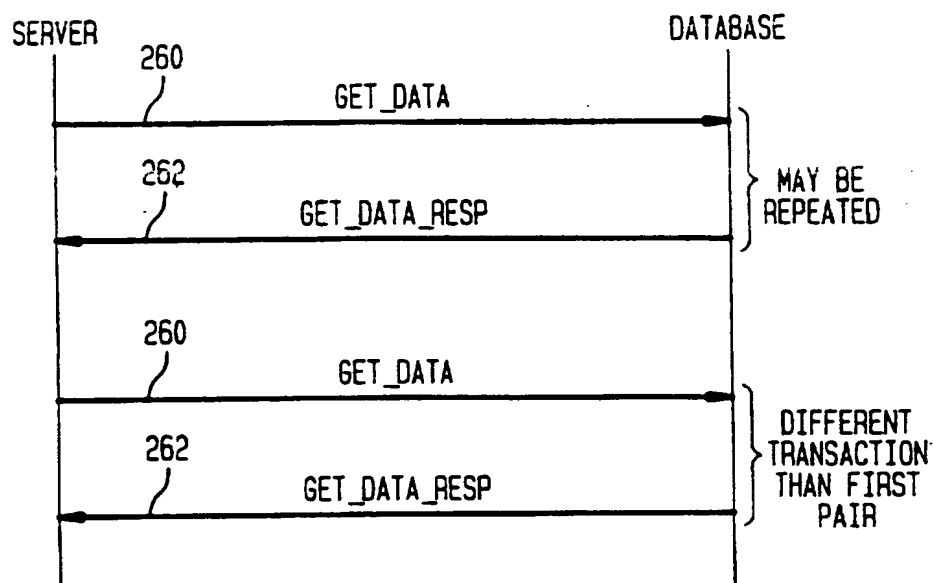 SERVER
DATABASE
260
GET_DATA
262
GET_DATA_RESP
MAY BE
REPEATED
260
GET_DATA
262
GET_DATA_RESP
DIFFERENT
TRANSACTION
THAN FIRST
PAIR